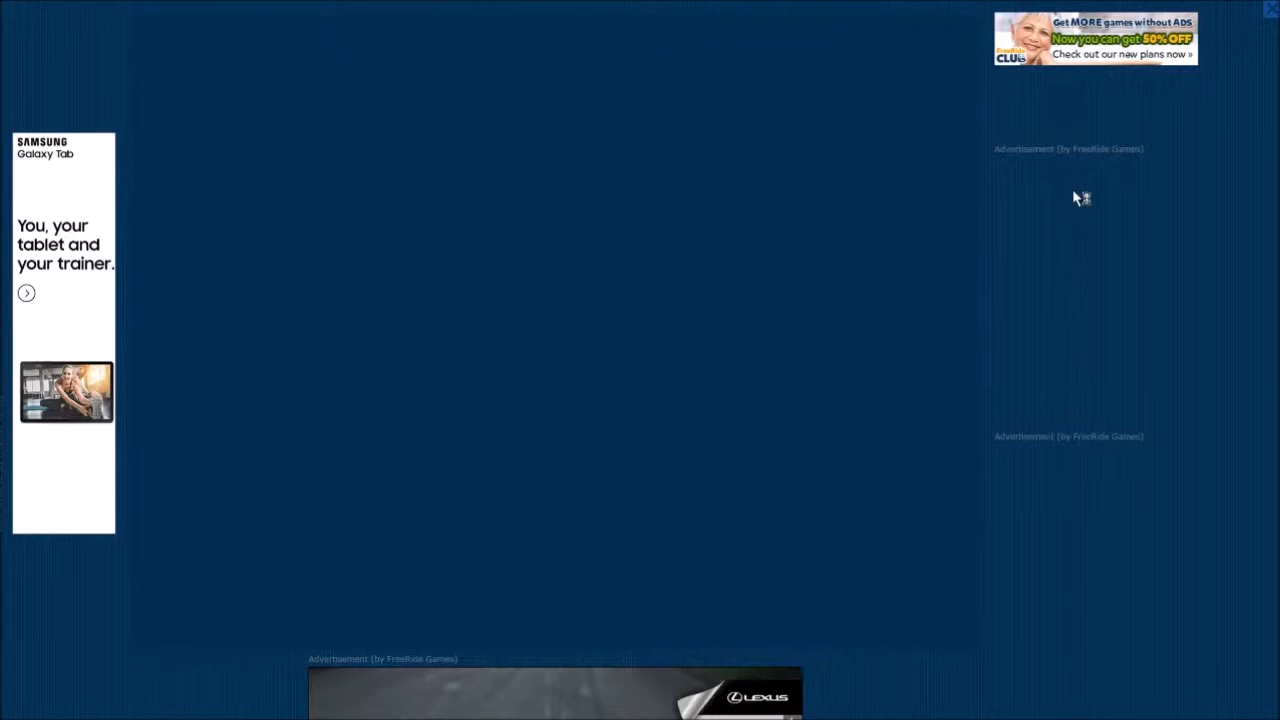 Get MORE games without ADS
Now you can get 50% OFF
FreeRide
CLUB
Check out our new plans now »
SAMSUNG
Galaxy Tab
Advertisement (by FreeRide Games)
You, your
tablet and
your trainer.
Advertisement (by FreeRide Games)
Advertisement (by FreeRide Games)
LEXUS